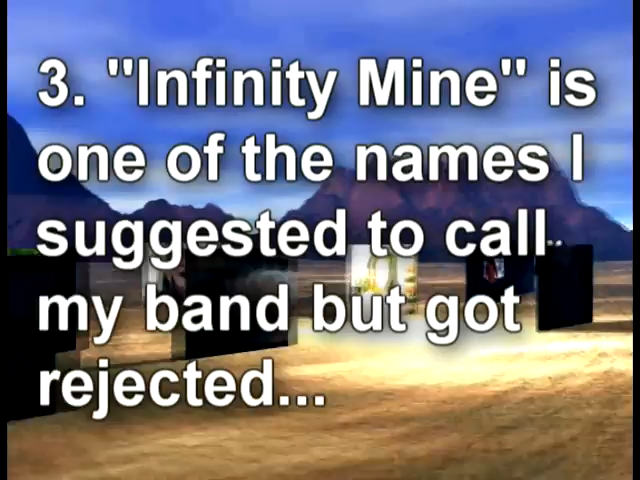 3. "Infinity Mine" is
one of the names I
suggested to call
my band but got
rejected...